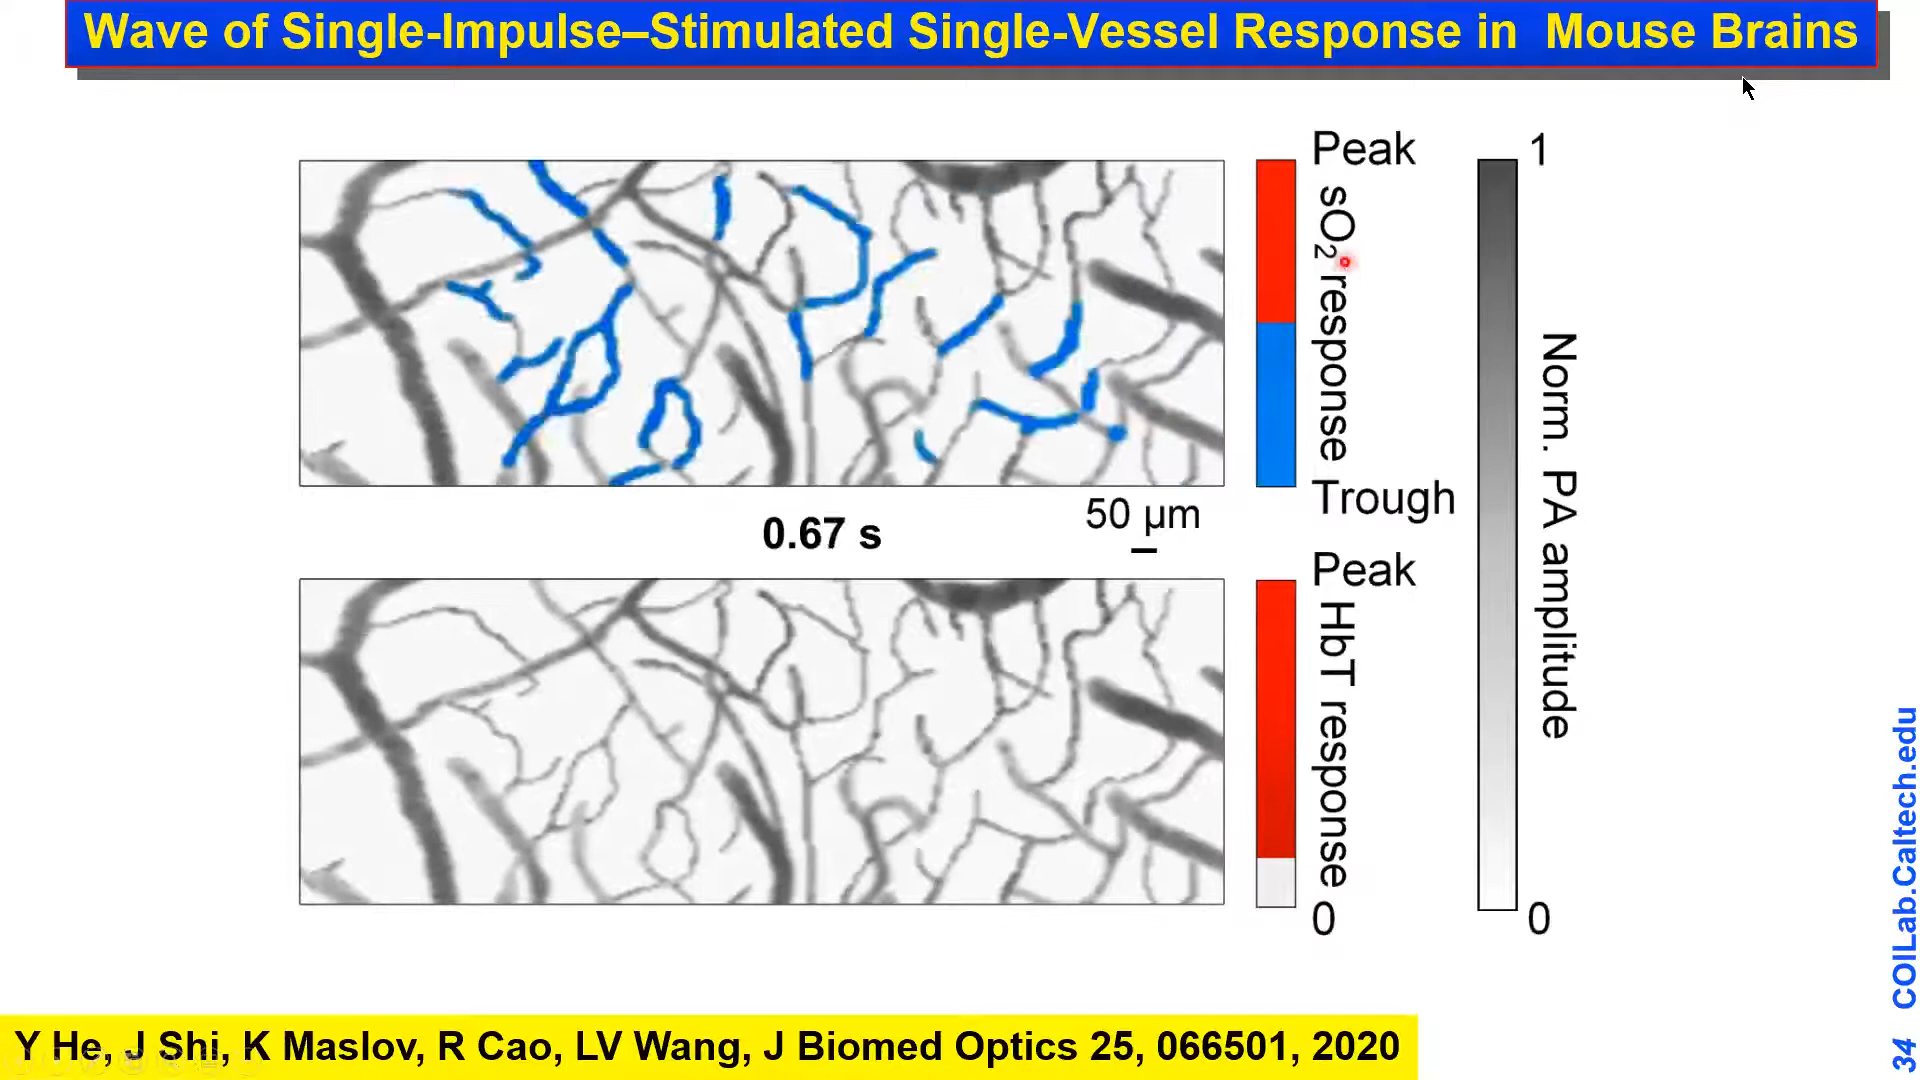 Wave of Single-Impulse–Stimulated Single-Vessel Response in Mouse Brains
Peak
sO2 response
Trough
1
Norm. PA amplitude
0
0.67 s
50 µm
Peak
HbT response
0
COILab.Caltech.edu
34
Y He, J Shi, K Maslov, R Cao, LV Wang, J Biomed Optics 25, 066501, 2020